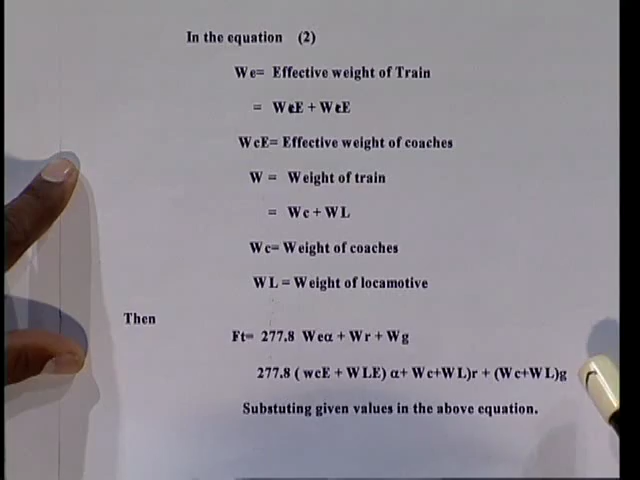 In the equation (2)
We= Effective weight of Train
= WcE + WcE
WcE= Effective weight of coaches
W = Weight of train
= Wc + WL
Wc= Weight of coaches
WL = Weight of locamotive
Then
Ft= 277.8 Weα + Wr + Wg
277.8 ( wcE + WLE) α+ Wc+WL)r + (Wc+WL)g
Substuting given values in the above equation.